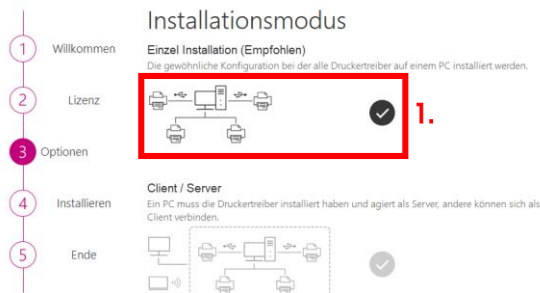 Installationsmodus
1 Willkommen
Einzel Installation (Empfohlen)
Die gewöhnliche Konfiguration bei der alle Druckertreiber auf einem PC installiert werden.
2 Lizenz
1.
3 Optionen
Client / Server
4 Installieren
Ein PC muss die Druckertreiber installiert haben und agiert als Server, andere können sich als
Client verbinden.
5 Ende